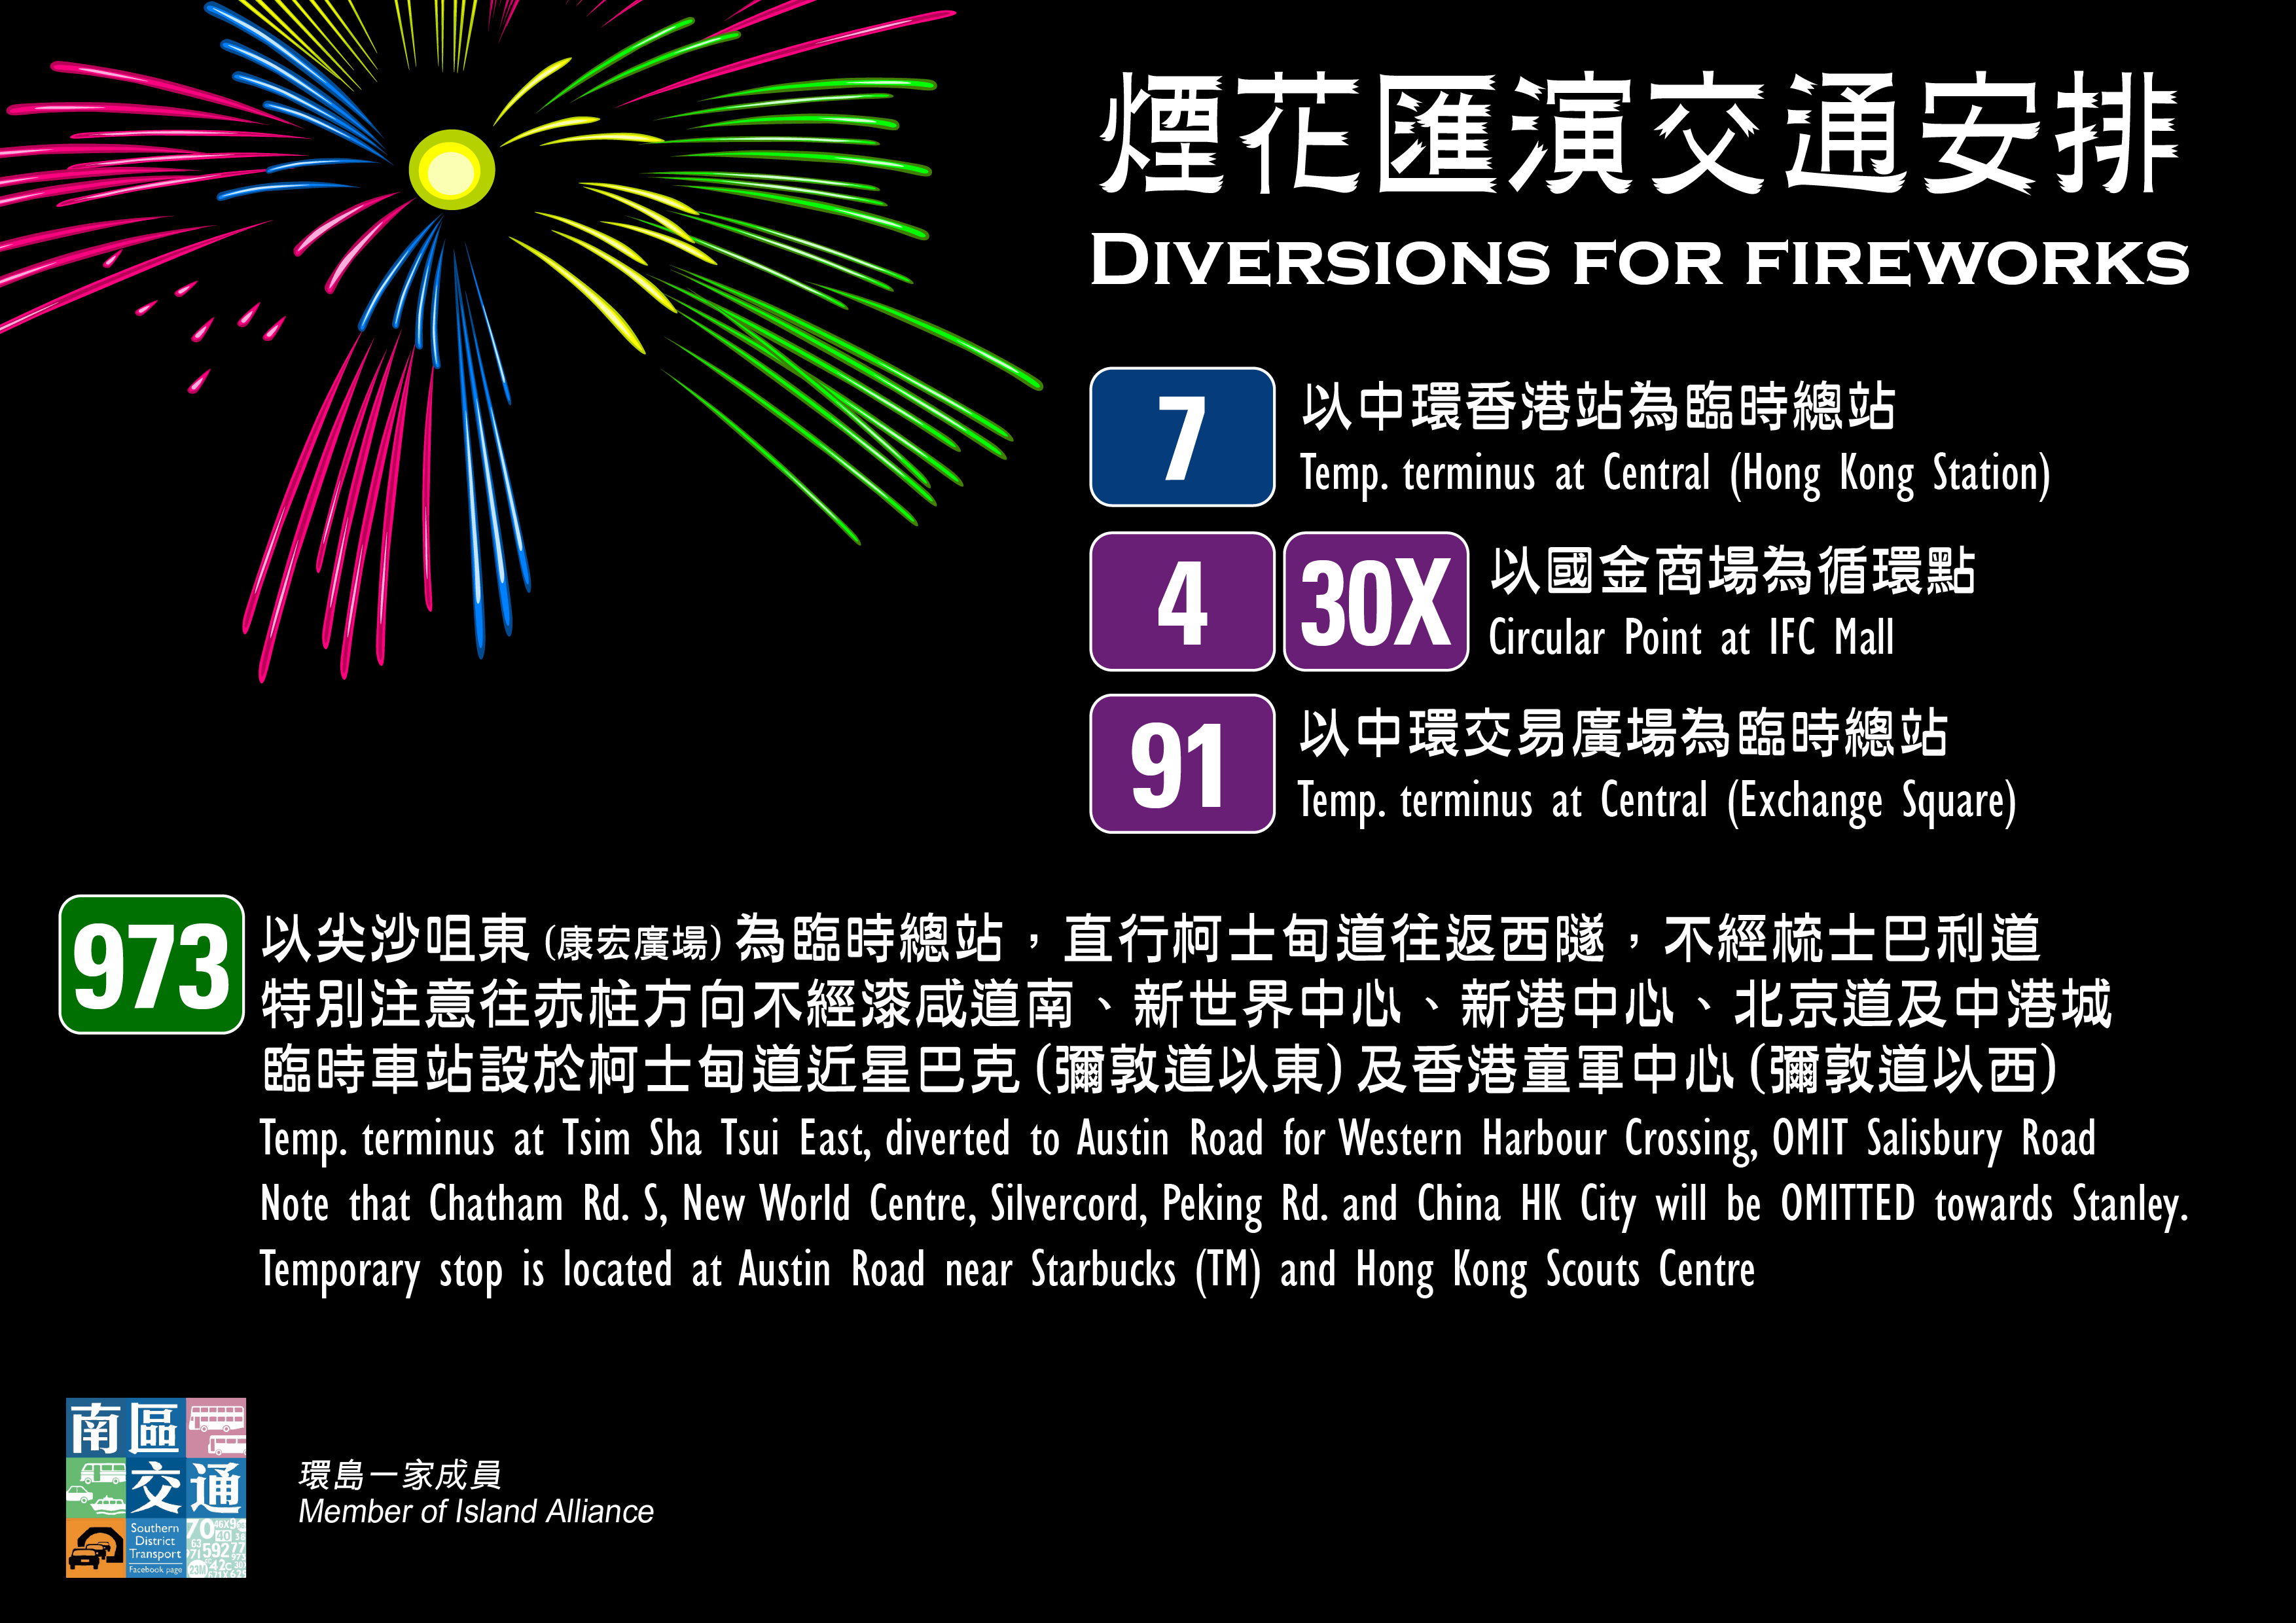 煙花匯演交通安排
DIVERSIONS FOR FIREWORKS
7
以中環香港站為臨時總站
Temp. terminus at Central (Hong Kong Station)
4 30X
以國金商場為循環點
Circular Point at IFC Mall
91
以中環交易廣場為臨時總站
Temp. terminus at Central (Exchange Square)
973
以尖沙咀東 (康宏廣場) 為臨時總站，直行柯士甸道往返西隧，不經梳士巴利道
特別注意往赤柱方向不經漆咸道南、新世界中心、新港中心、北京道及中港城
臨時車站設於柯士甸道近星巴克 (彌敦道以東) 及香港童軍中心 (彌敦道以西)
Temp. terminus at Tsim Sha Tsui East, diverted to Austin Road for Western Harbour Crossing, OMIT Salisbury Road
Note that Chatham Rd. S, New World Centre, Silvercord, Peking Rd. and China HK City will be OMITTED towards Stanley.
Temporary stop is located at Austin Road near Starbucks (TM) and Hong Kong Scouts Centre
南區
交通
Southern
District
Transport
Facebook page
環島一家成員
Member of Island Alliance